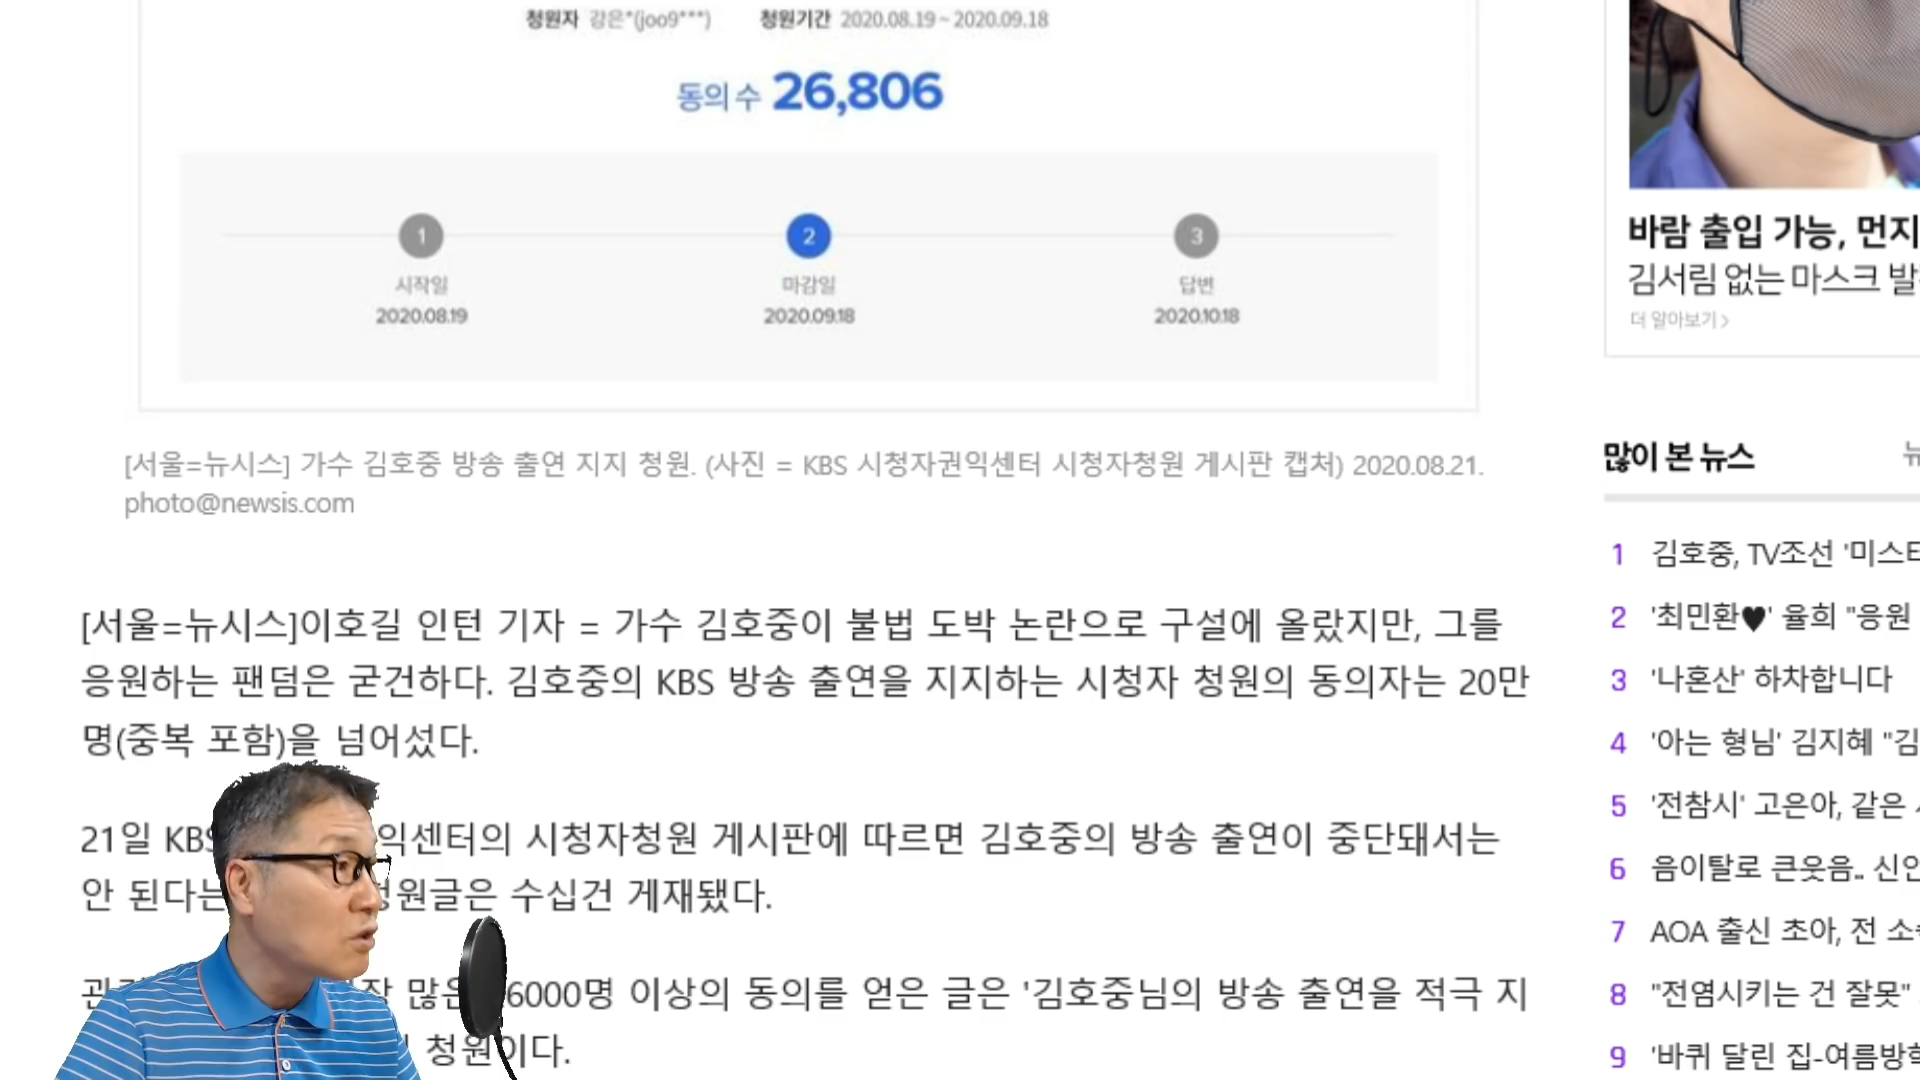 청원자 강은*(joo9***) 청원기간 2020.08.19 ~ 2020.09.18
동의 수 26,806
1 2 3
시작일 마감일 답변
2020.08.19 2020.09.18 2020.10.18
[서울=뉴시스] 가수 김호중 방송 출연 지지 청원. (사진 = KBS 시청자권익센터 시청자청원 게시판 캡처) 2020.08.21.
photo@newsis.com
[서울=뉴시스]이호길 인턴 기자 = 가수 김호중이 불법 도박 논란으로 구설에 올랐지만, 그를
응원하는 팬덤은 굳건하다. 김호중의 KBS 방송 출연을 지지하는 시청자 청원의 동의자는 20만
명(중복 포함)을 넘어섰다.
21일 KBS 익센터의 시청자청원 게시판에 따르면 김호중의 방송 출연이 중단돼서는
안 된다는 청원글은 수십건 게재됐다.
많은 6000명 이상의 동의를 얻은 글은 '김호중님의 방송 출연을 적극 지
청원이다.
바람 출입 가능, 먼지
김서림 없는 마스크
더 알아보기 >
많이 본 뉴스 뉴
1 김호중, TV조선 '미스터
2 '최민환♥' 율희 "응원
3 '나혼산' 하차합니다
4 '아는 형님' 김지혜 "김
5 '전참시' 고은아, 같은
6 음이탈로 큰웃음.. 신인
7 AOA 출신 초아, 전 소속
8 "전염시키는 건 잘못"
9 '바퀴 달린 집-여름방학